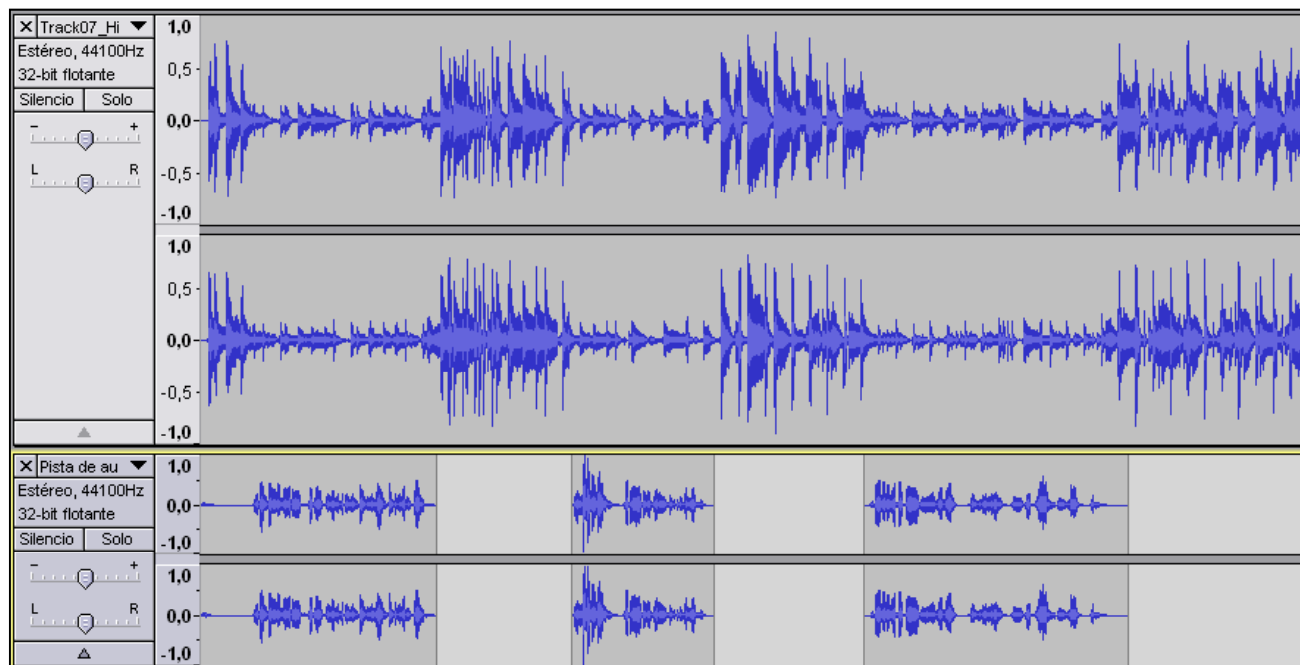 Track07_Hi
Estéreo, 44100Hz
32-bit flotante
Silencio Solo
- +
L R
1,0
0,5
0,0
-0,5
-1,0
1,0
0,5
0,0
-0,5
-1,0
Pista de au
Estéreo, 44100Hz
32-bit flotante
Silencio Solo
- +
L R
1,0
0,0
-1,0
1,0
0,0
-1,0